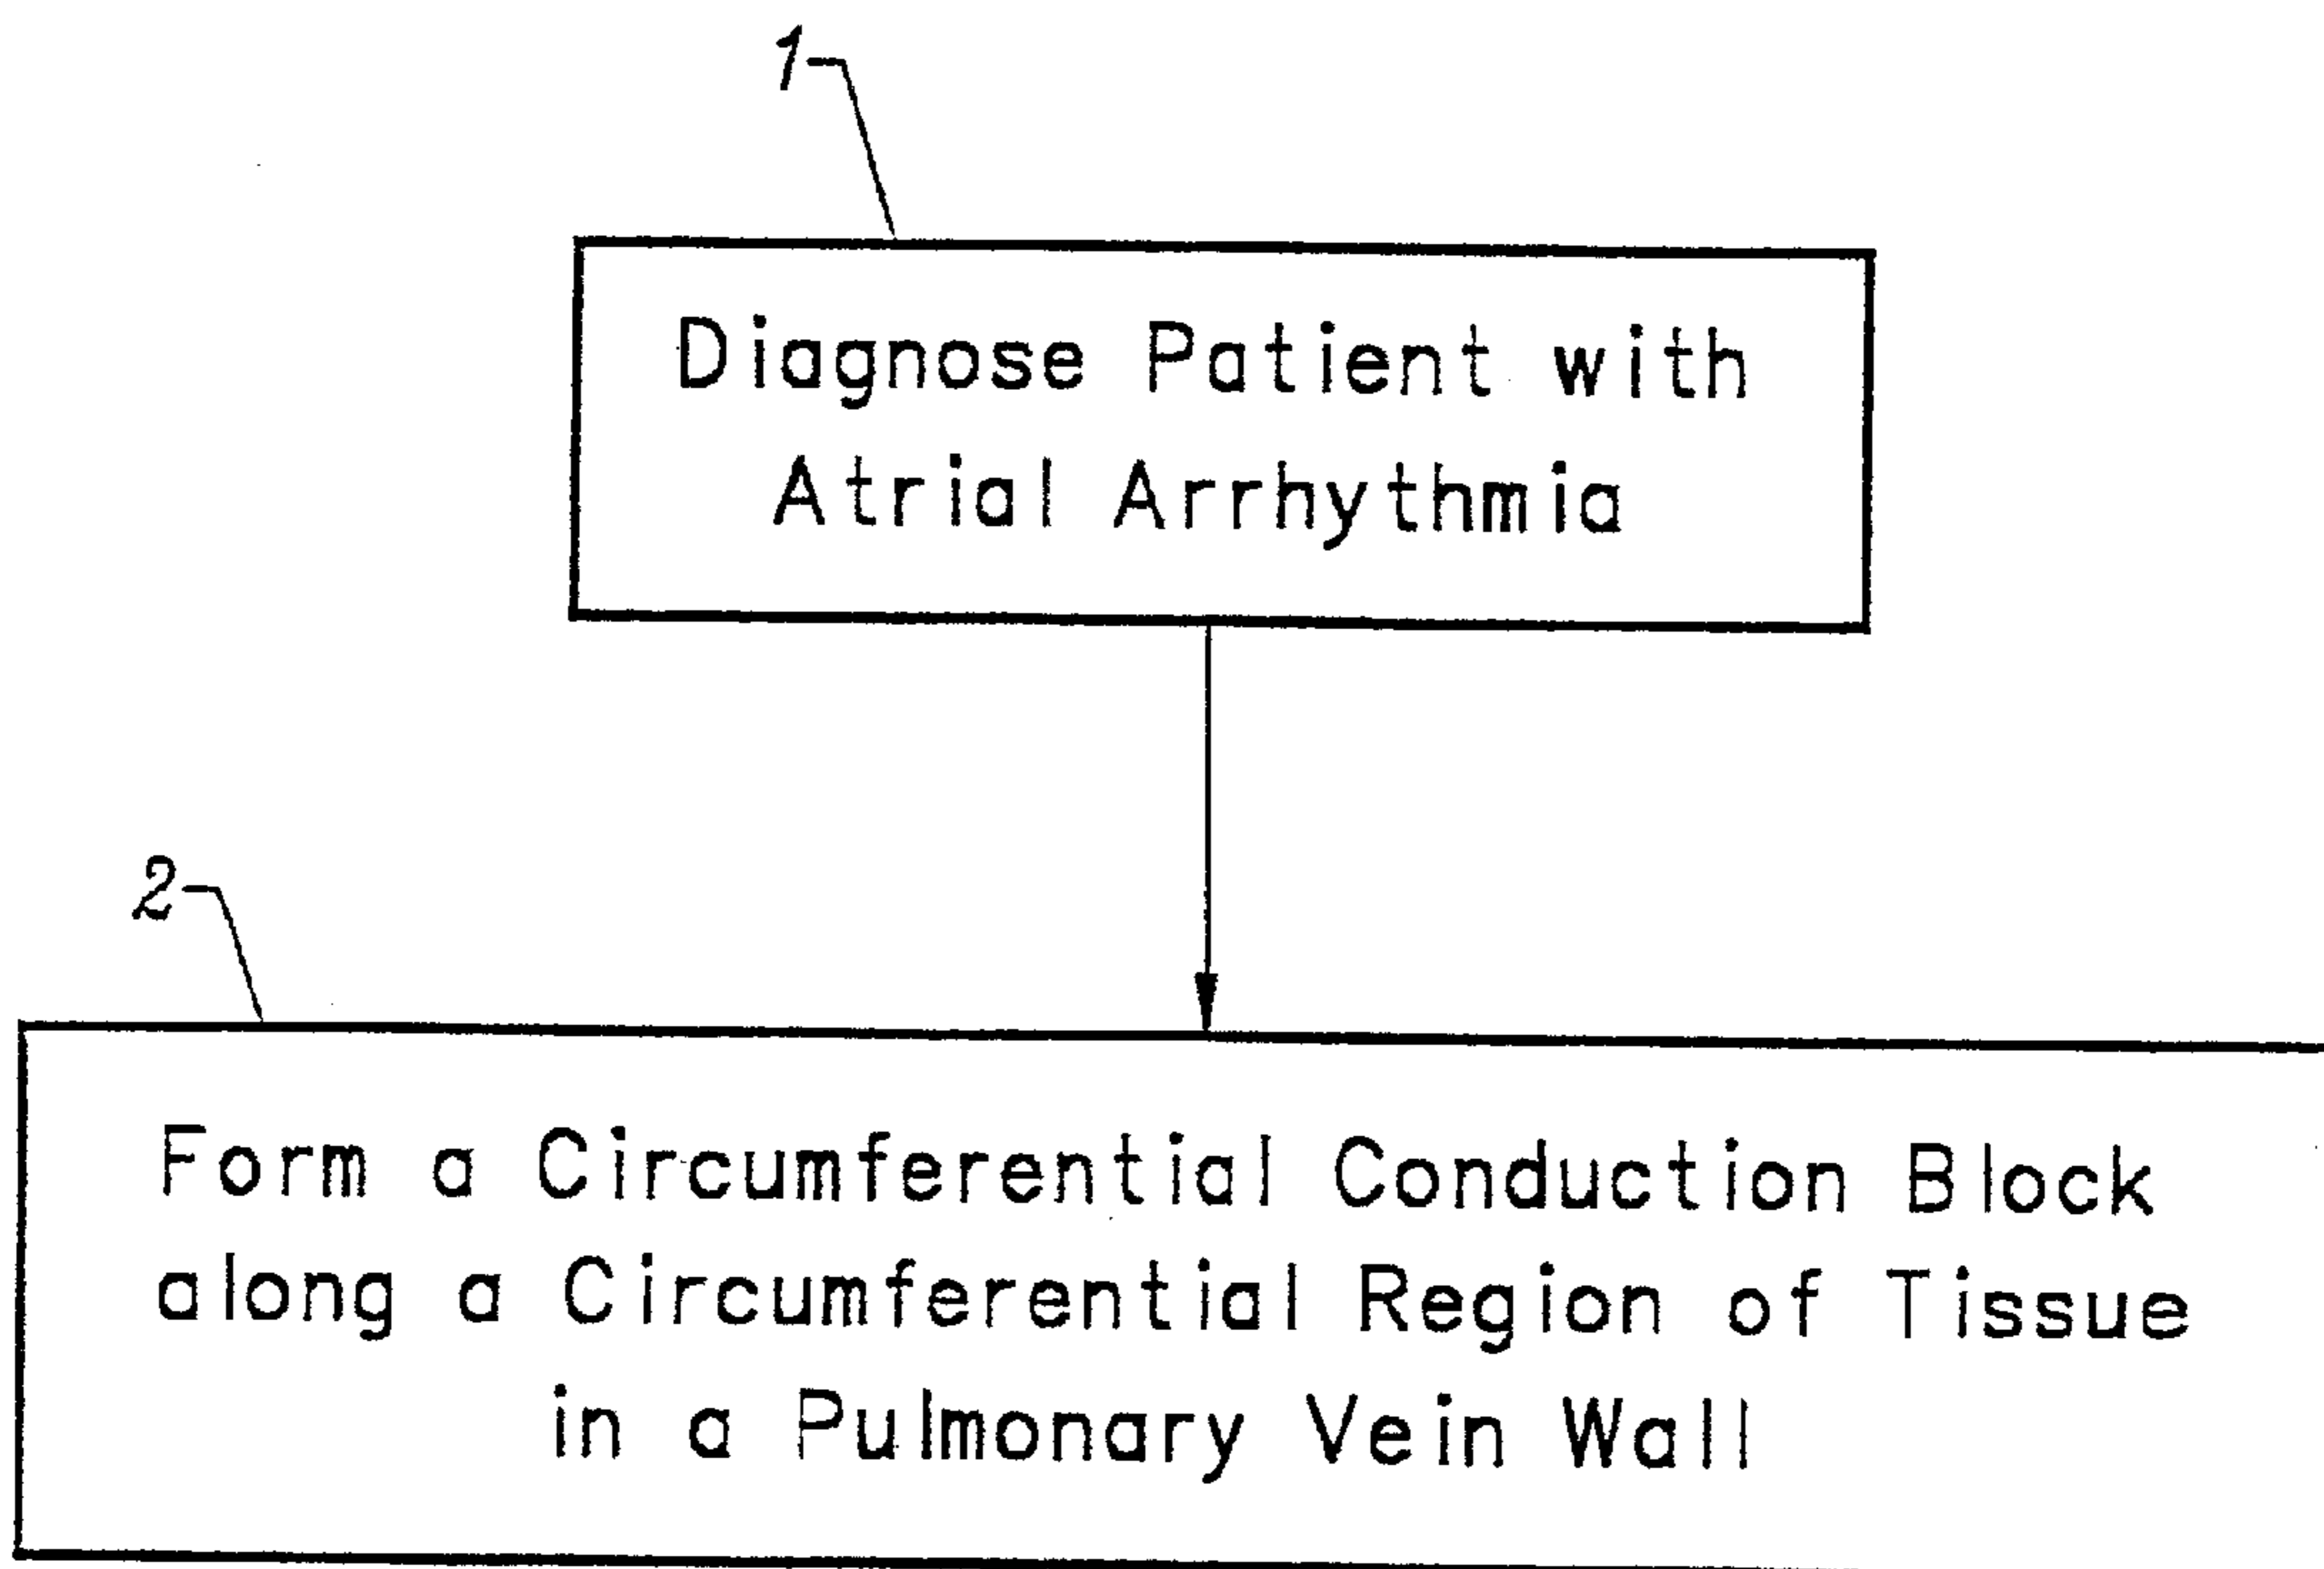 1
Diagnose Patient with
Atrial Arrhythmia
2
Form a Circumferential Conduction Block
along a Circumferential Region of Tissue
in a Pulmonary Vein Wall